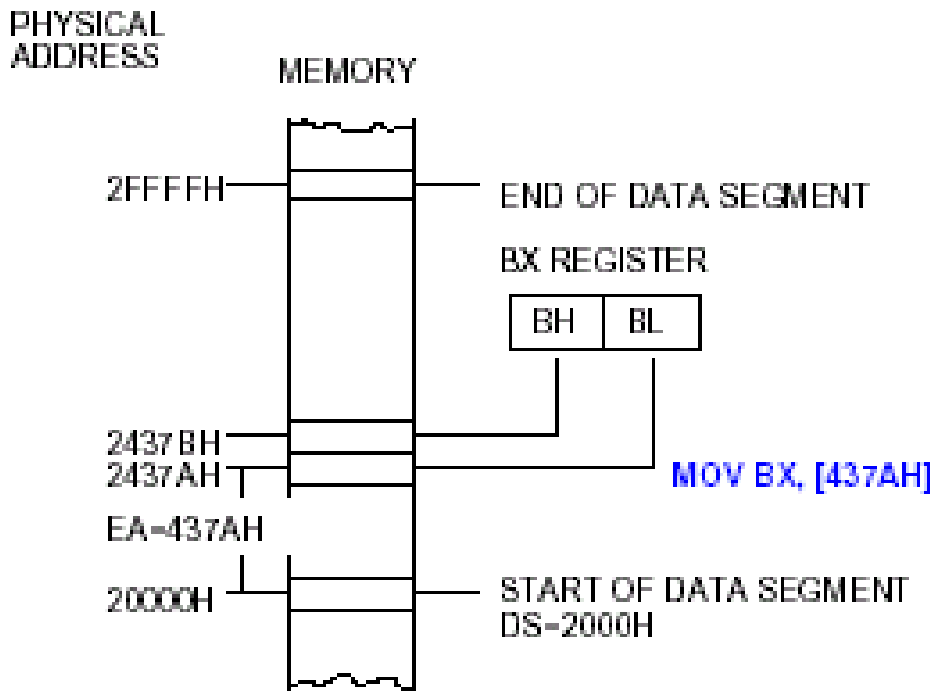 PHYSICAL
ADDRESS
MEMORY
2FFFFH
END OF DATA SEGMENT
BX REGISTER
BH
BL
2437BH
2437AH
MOV BX, [437AH]
EA=437AH
20000H
START OF DATA SEGMENT
DS=2000H